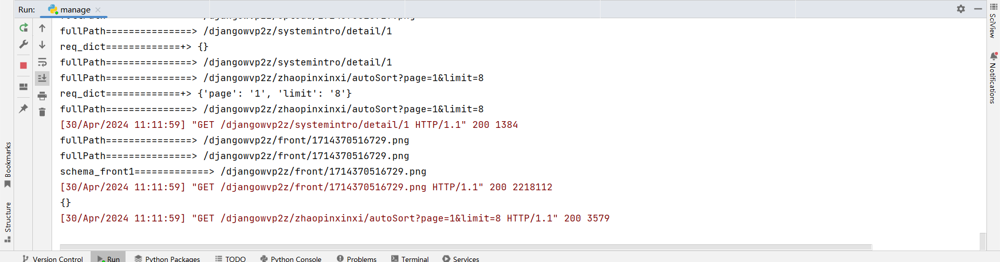 Run: manage
fullPath===============> /djangowvp2z/systemintro/detail/1
req_dict=============+> {}
fullPath===============> /djangowvp2z/systemintro/detail/1
fullPath===============> /djangowvp2z/zhaopinxinxi/autoSort?page=1&limit=8
req_dict=============+> {'page': '1', 'limit': '8'}
fullPath===============> /djangowvp2z/zhaopinxinxi/autoSort?page=1&limit=8
[30/Apr/2024 11:11:59] "GET /djangowvp2z/systemintro/detail/1 HTTP/1.1" 200 1384
fullPath===============> /djangowvp2z/front/1714370516729.png
fullPath===============> /djangowvp2z/front/1714370516729.png
schema_front1=============> /djangowvp2z/front/1714370516729.png
[30/Apr/2024 11:11:59] "GET /djangowvp2z/front/1714370516729.png HTTP/1.1" 200 2218112
{}
[30/Apr/2024 11:11:59] "GET /djangowvp2z/zhaopinxinxi/autoSort?page=1&limit=8 HTTP/1.1" 200 3579
Bookmarks
Structure
SciView
Notifications
Version Control Run Python Packages TODO Python Console Problems Terminal Services